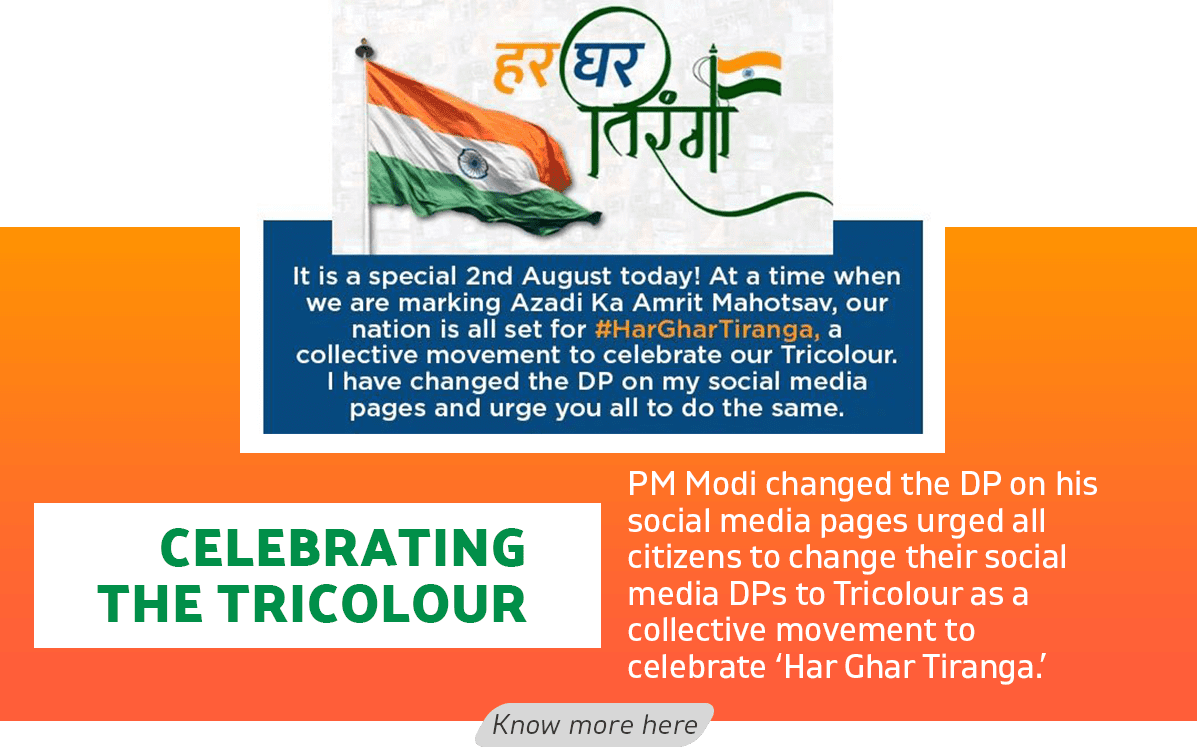 हर घर
तिरंगा
It is a special 2nd August today! At a time when
we are marking Azadi Ka Amrit Mahotsav, our
nation is all set for #HarGharTiranga, a
collective movement to celebrate our Tricolour.
I have changed the DP on my social media
pages and urge you all to do the same.
CELEBRATING
THE TRICOLOUR
PM Modi changed the DP on his
social media pages urged all
citizens to change their social
media DPs to Tricolour as a
collective movement to
celebrate ‘Har Ghar Tiranga.’
Know more here